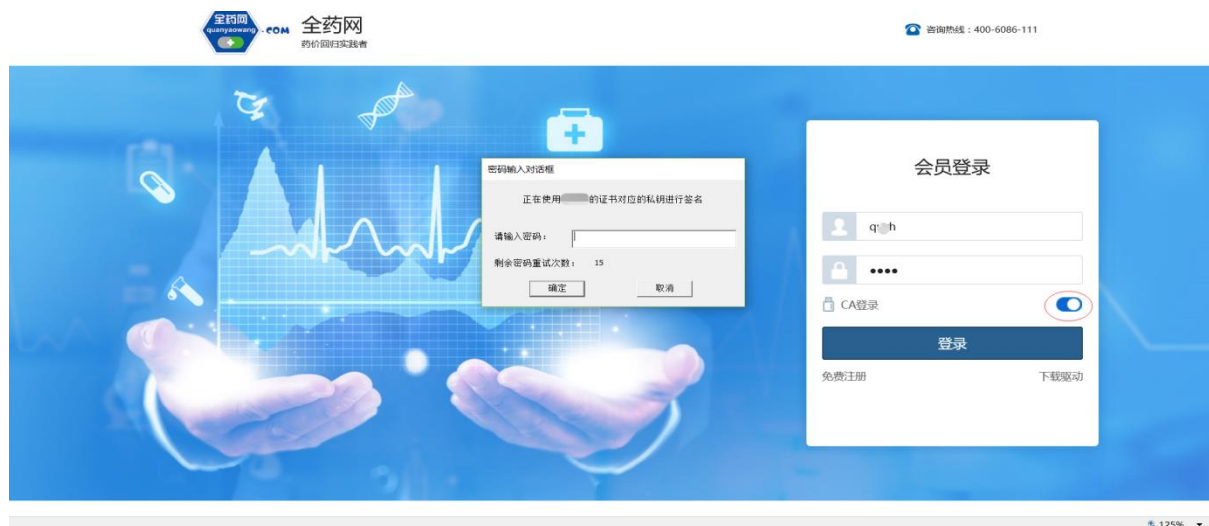 全药网
quanyaowang
.COM
全药网
药价回归实践者
咨询热线：400-6086-111
密码输入对话框
正在使用的证书对应的私钥进行签名
请输入密码：
剩余密码重试次数： 15
确定 取消
会员登录
q h
••••
CA登录
登录
免费注册 下载驱动
125%